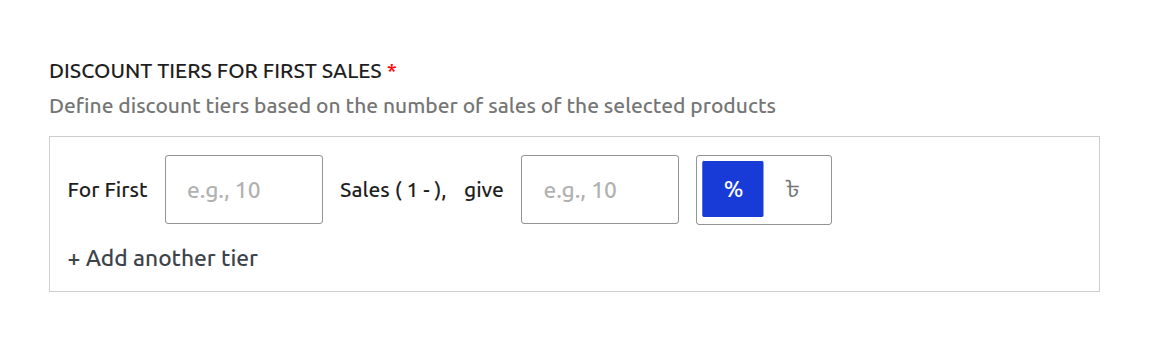 DISCOUNT TIERS FOR FIRST SALES *
Define discount tiers based on the number of sales of the selected products
For First e.g., 10 Sales ( 1 - ), give e.g., 10 % ৳
+ Add another tier